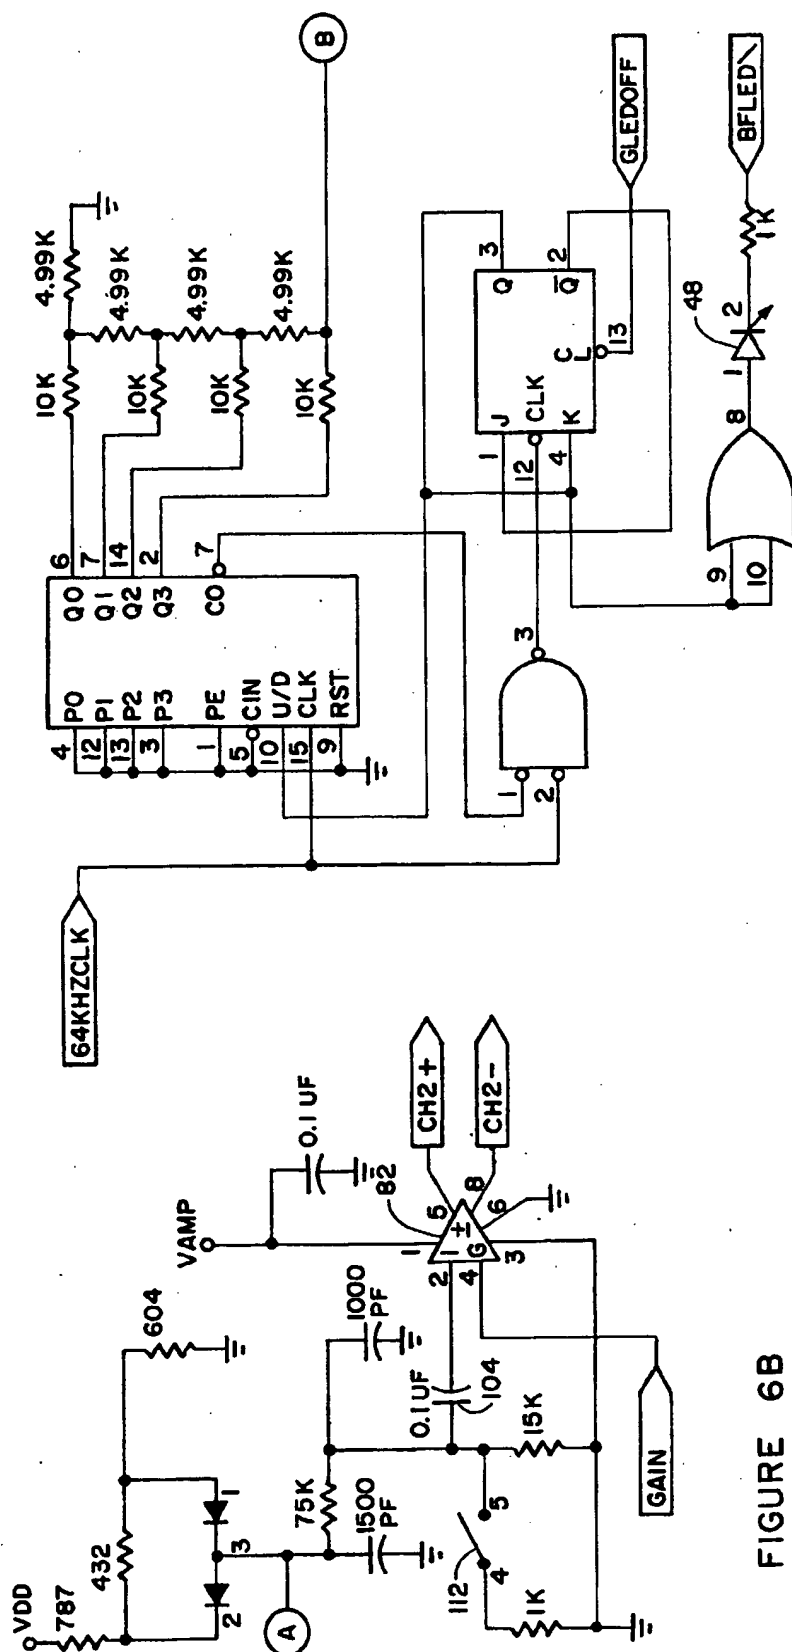 64KHZCLK
4
12
13
3
1
5
10
15
9
P0
P1
P2
P3
PE
CIN
U/D
CLK
RST
Q0
Q1
Q2
Q3
CO
6
7
14
2
7
10K
10K
10K
10K
4.99K
4.99K
4.99K
4.99K
B
1
2
3
1
12
4
J
CLK
K
Q
Q
CL
3
2
13
GLEDOFF
9
10
8
1
2
48
1K
BFLED\
VDD
787
432
604
2
3
1
A
75K
1500
PF
1000
PF
VAMP
0.1UF
82
0.1UF
104
1
2
4
5
8
6
3
-
±
G
CH2+
CH2-
112
4
5
1K
15K
GAIN
FIGURE 6B